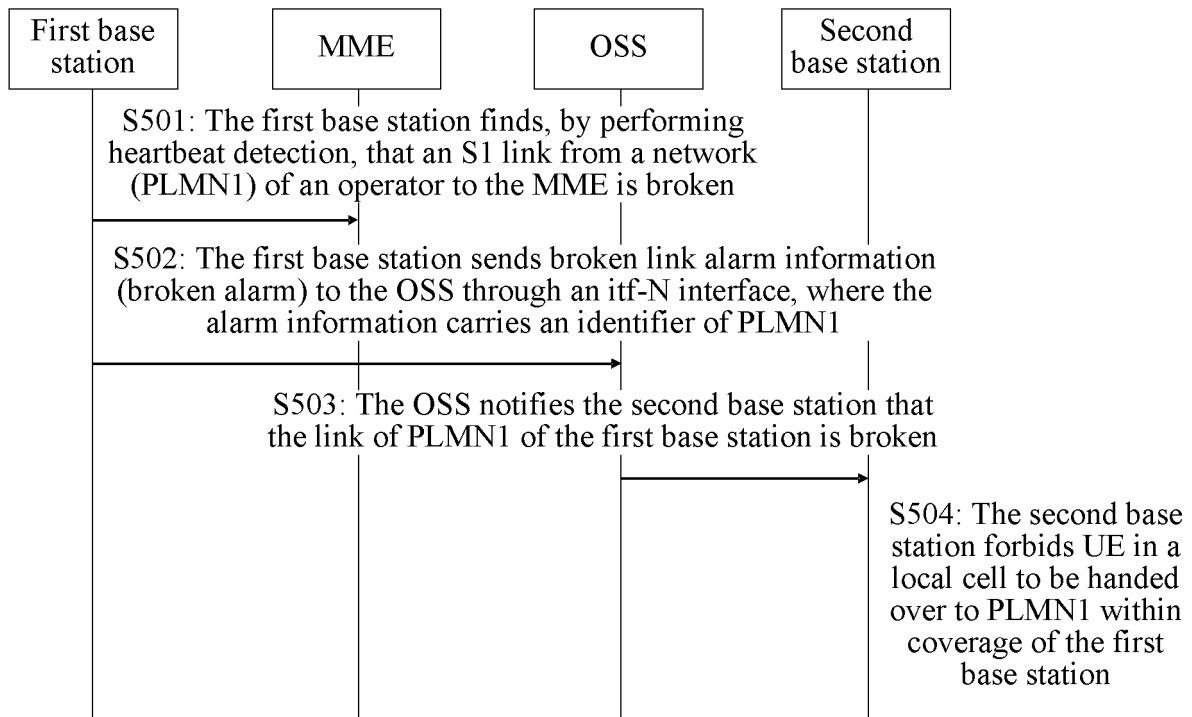 First base
station
MME
OSS
Second
base station
S501: The first base station finds, by performing
heartbeat detection, that an S1 link from a network
(PLMN1) of an operator to the MME is broken
S502: The first base station sends broken link alarm information
(broken alarm) to the OSS through an itf-N interface, where the
alarm information carries an identifier of PLMN1
S503: The OSS notifies the second base station that
the link of PLMN1 of the first base station is broken
S504: The second base
station forbids UE in a
local cell to be handed
over to PLMN1 within
coverage of the first
base station